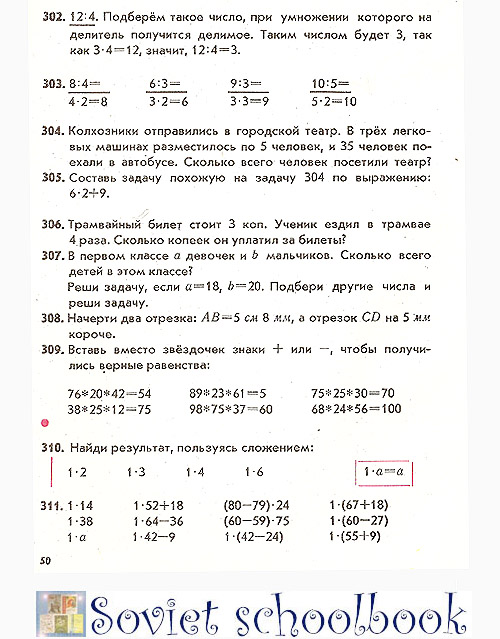 302. 12:4. Подберём такое число, при умножении которого на
делитель получится делимое. Таким числом будет 3, так
как 3·4=12, значит, 12:4=3.
303. 8:4= 6:3= 9:3= 10:5=
4·2=8 3·2=6 3·3=9 5·2=10
304. Колхозники отправились в городской театр. В трёх легко-
вых машинах разместилось по 5 человек, и 35 человек по-
ехали в автобусе. Сколько всего человек посетили театр?
305. Составь задачу похожую на задачу 304 по выражению:
6·2+9.
306. Трамвайный билет стоит 3 коп. Ученик ездил в трамвае
4 раза. Сколько копеек он уплатил за билеты?
307. В первом классе a девочек и b мальчиков. Сколько всего
детей в этом классе?
Реши задачу, если a=18, b=20. Подбери другие числа и
реши задачу.
308. Начерти два отрезка: AB=5 см 8 мм, а отрезок CD на 5 мм
короче.
309. Вставь вместо звёздочек знаки + или −, чтобы получи-
лись верные равенства:
76*20*42=54 89*23*61=5 75*25*30=70
38*25*12=75 98*75*37=60 68*24*56=100
310. Найди результат, пользуясь сложением:
1·2 1·3 1·4 1·6 1·a=a
311. 1·14 1·52+18 (80−79)·24 1·(67+18)
1·38 1·64−36 (60−59)·75 1·(60−27)
1·a 1·42−9 1·(42−24) 1·(55+9)
50
Soviet schoolbook